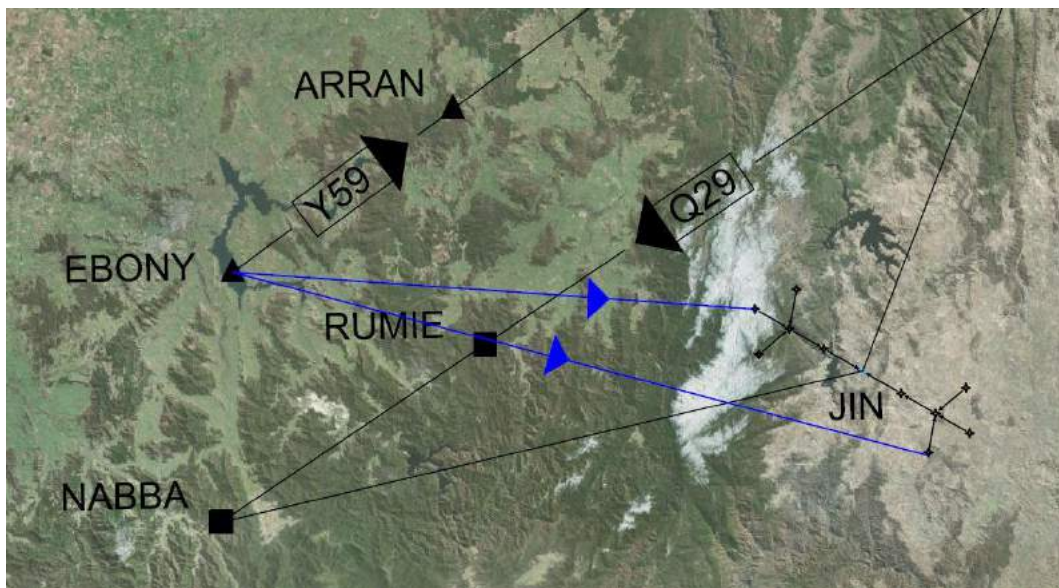 ARRAN
Y59
Q29
EBONY
RUMIE
JIN
NABBA